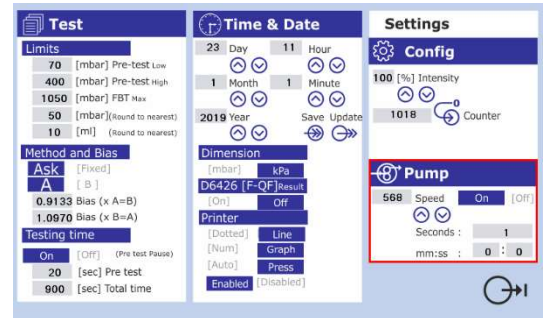 Test
Limits
70 [mbar] Pre-test Low
400 [mbar] Pre-test High
1050 [mbar] FBT Max
50 [mbar](Round to nearest)
10 [ml] (Round to nearest)
Method and Bias
Ask [Fixed]
A [ B ]
0.9133 Bias (x A=B)
1.0970 Bias (x B=A)
Testing time
On [Off] (Pre test Pause)
20 [sec] Pre test
900 [sec] Total time
Time & Date
23 Day 11 Hour
1 Month 1 Minute
2019 Year Save Update
Dimension
[mbar] kPa
D6426 [F-QF]Result
[On] Off
Printer
[Dotted] Line
[Num] Graph
[Auto] Press
Enabled [Disabled]
Settings
Config
100 [%] Intensity
0
1018 Counter
Pump
568 Speed On [Off]
Seconds : 1
mm:ss : 0 : 0